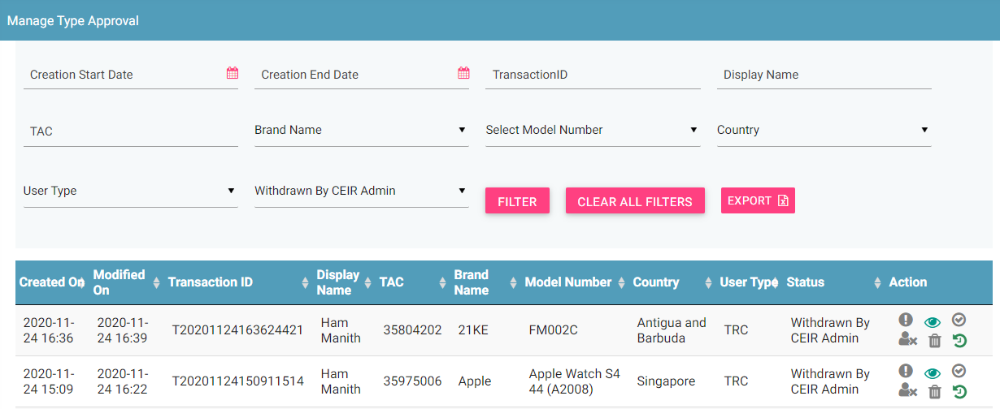 Manage Type Approval
Creation Start Date
Creation End Date
TransactionID
Display Name
TAC
Brand Name
Select Model Number
Country
User Type
Withdrawn By CEIR Admin
FILTER
CLEAR ALL FILTERS
EXPORT
Created On
Modified
On
Transaction ID
Display
Name
TAC
Brand
Name
Model Number
Country
User Type
Status
Action
2020-11-
24 16:36
2020-11-
24 16:39
T20201124163624421
Ham
Manith
35804202
21KE
FM002C
Antigua and
Barbuda
TRC
Withdrawn By
CEIR Admin
2020-11-
24 15:09
2020-11-
24 16:22
T20201124150911514
Ham
Manith
35975006
Apple
Apple Watch S4
44 (A2008)
Singapore
TRC
Withdrawn By
CEIR Admin